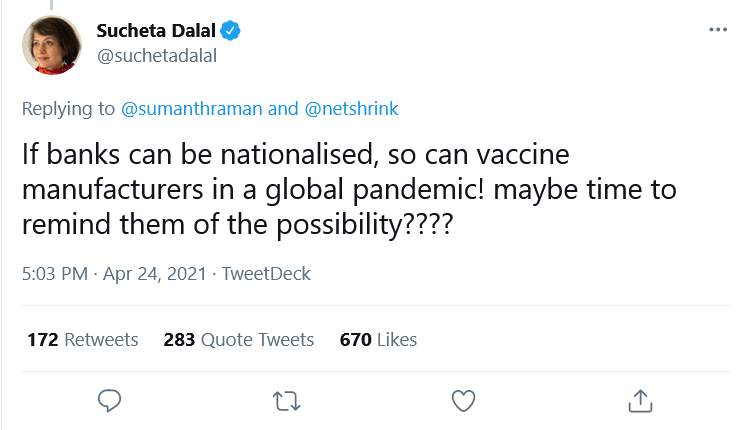 Sucheta Dalal
@suchetadalal
Replying to @sumanthraman and @netshrink
If banks can be nationalised, so can vaccine
manufacturers in a global pandemic! maybe time to
remind them of the possibility????
5:03 PM · Apr 24, 2021 · TweetDeck
172 Retweets 283 Quote Tweets 670 Likes